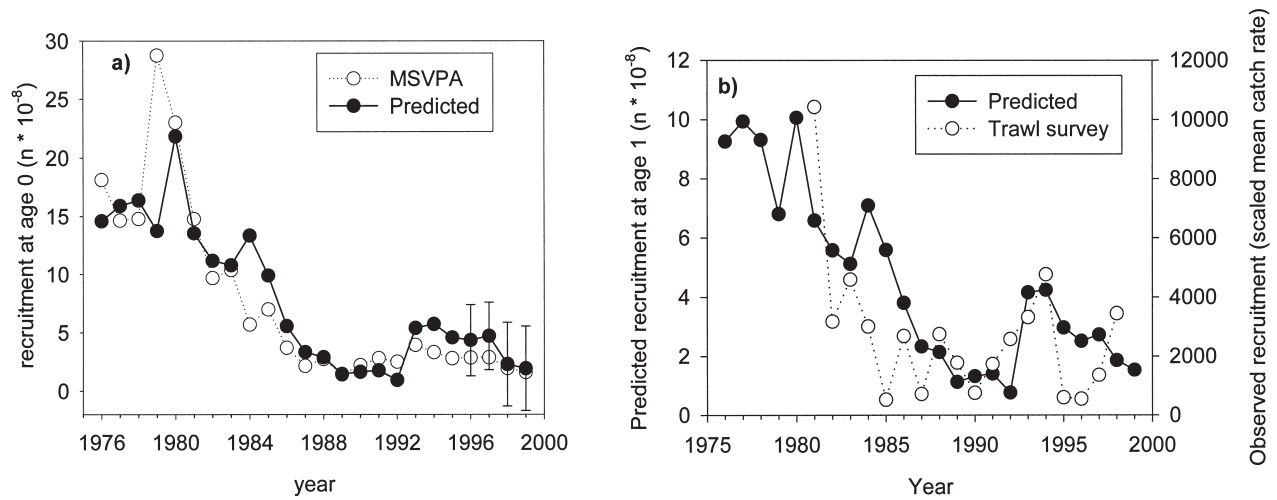 a)
MSVPA
Predicted
30
25
20
15
10
5
0
recruitment at age 0 (n * 10-8)
1976 1980 1984 1988 1992 1996 2000
year
b)
Predicted
Trawl survey
12
10
8
6
4
2
0
Predicted recruitment at age 1 (n * 10-8)
12000
10000
8000
6000
4000
2000
0
Observed recruitment (scaled mean catch rate)
1975 1980 1985 1990 1995 2000
Year